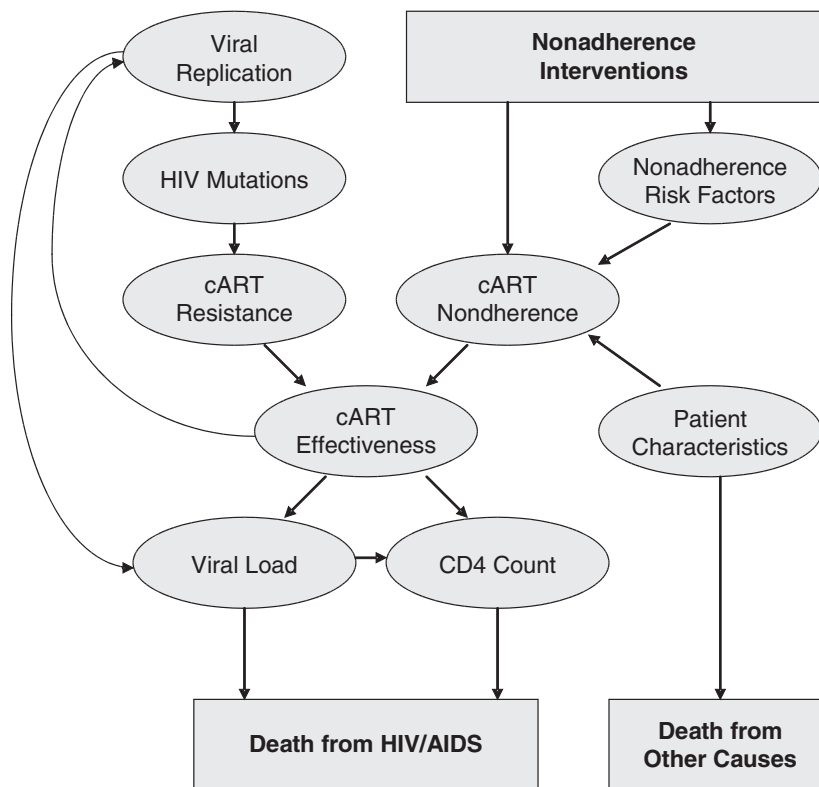 Viral
Replication
Nonadherence
Interventions
HIV Mutations
Nonadherence
Risk Factors
cART
Resistance
cART
Nondherence
cART
Effectiveness
Patient
Characteristics
Viral Load
CD4 Count
Death from HIV/AIDS
Death from
Other Causes